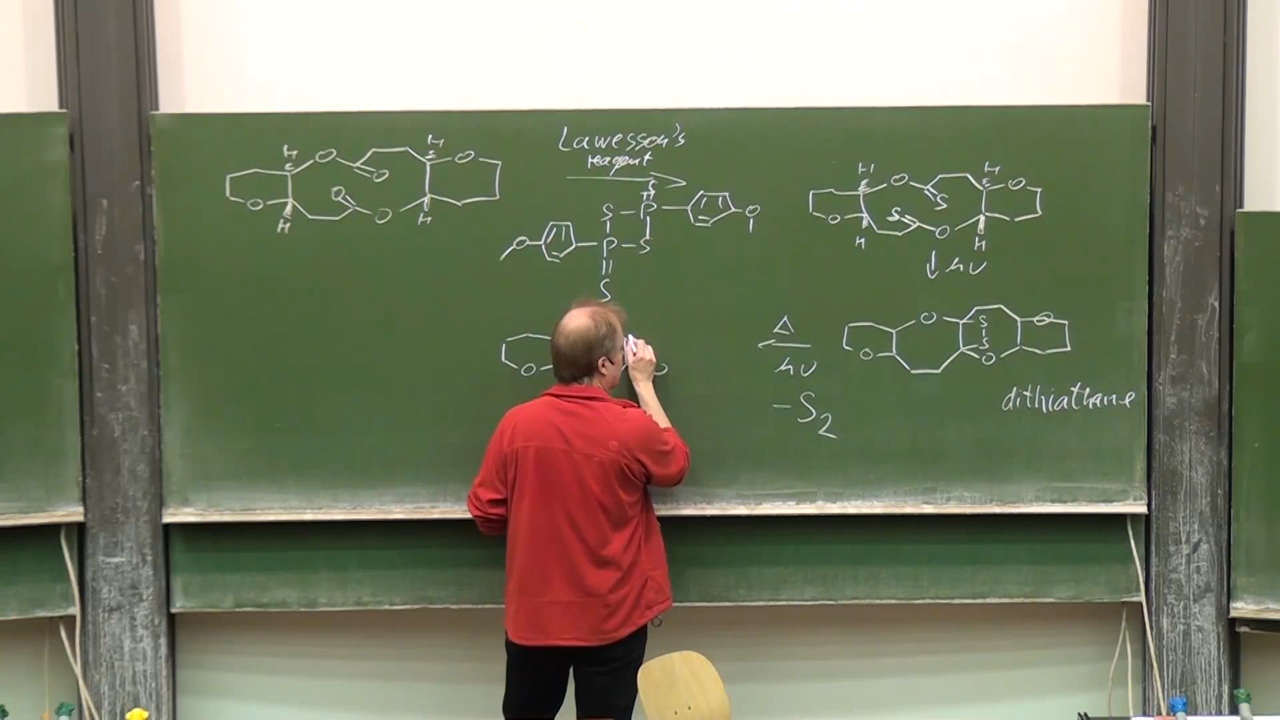 Lawesson's
reagent
H
O
H
O
O
O
O
O
H
H
S
S – P
O
O
P – S
S
H
O
H
O
S
O
S
O
H
H
hν
O
Δ
O
S
S
O
O
hν
– S2
dithiathane
O
O